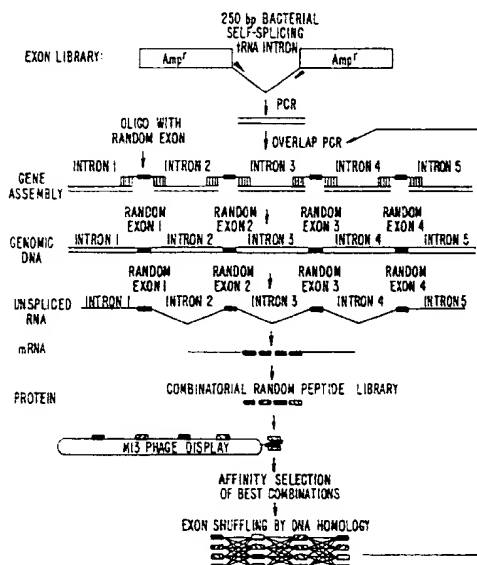 250 bp BACTERIAL
SELF-SPLICING
tRNA INTRON
EXON LIBRARY:
Amp^r
Amp^r
PCR
OLIGO WITH
RANDOM EXON
OVERLAP PCR
INTRON 1 INTRON 2 INTRON 3 INTRON 4 INTRON 5
GENE
ASSEMBLY
RANDOM EXON 1 RANDOM EXON 2 RANDOM EXON 3 RANDOM EXON 4
GENOMIC
DNA
INTRON 1 INTRON 2 INTRON 3 INTRON 4 INTRON 5
RANDOM EXON 1 RANDOM EXON 2 RANDOM EXON 3 RANDOM EXON 4
UNSPLICED
RNA
INTRON 1 INTRON 2 INTRON 3 INTRON 4 INTRON 5
mRNA
COMBINATORIAL RANDOM PEPTIDE LIBRARY
PROTEIN
M13 PHAGE DISPLAY
AFFINITY SELECTION
OF BEST COMBINATIONS
EXON SHUFFLING BY DNA HOMOLOGY